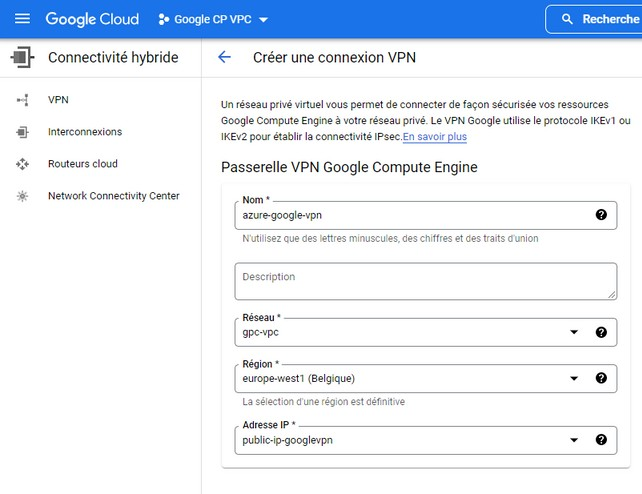 Google Cloud
Google CP VPC
Recherche
Connectivité hybride
Créer une connexion VPN
VPN
Interconnexions
Routeurs cloud
Network Connectivity Center
Un réseau privé virtuel vous permet de connecter de façon sécurisée vos ressources
Google Compute Engine à votre réseau privé. Le VPN Google utilise le protocole IKEv1 ou
IKEv2 pour établir la connectivité IPsec.En savoir plus
Passerelle VPN Google Compute Engine
Nom *
azure-google-vpn
N'utilisez que des lettres minuscules, des chiffres et des traits d'union
Description
Réseau *
gpc-vpc
Région *
europe-west1 (Belgique)
La sélection d'une région est définitive
Adresse IP *
public-ip-googlevpn